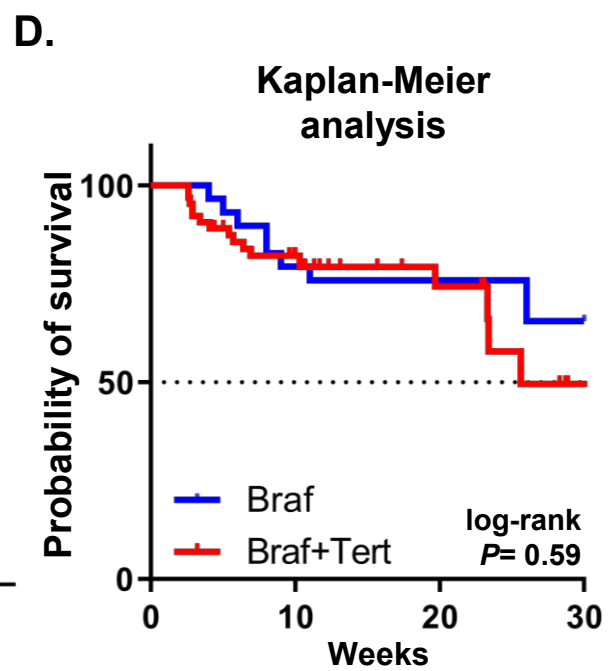 D.
Kaplan-Meier
analysis
Probability of survival
100
50
0
Braf
Braf+Tert
log-rank
P= 0.59
0
10
20
30
Weeks